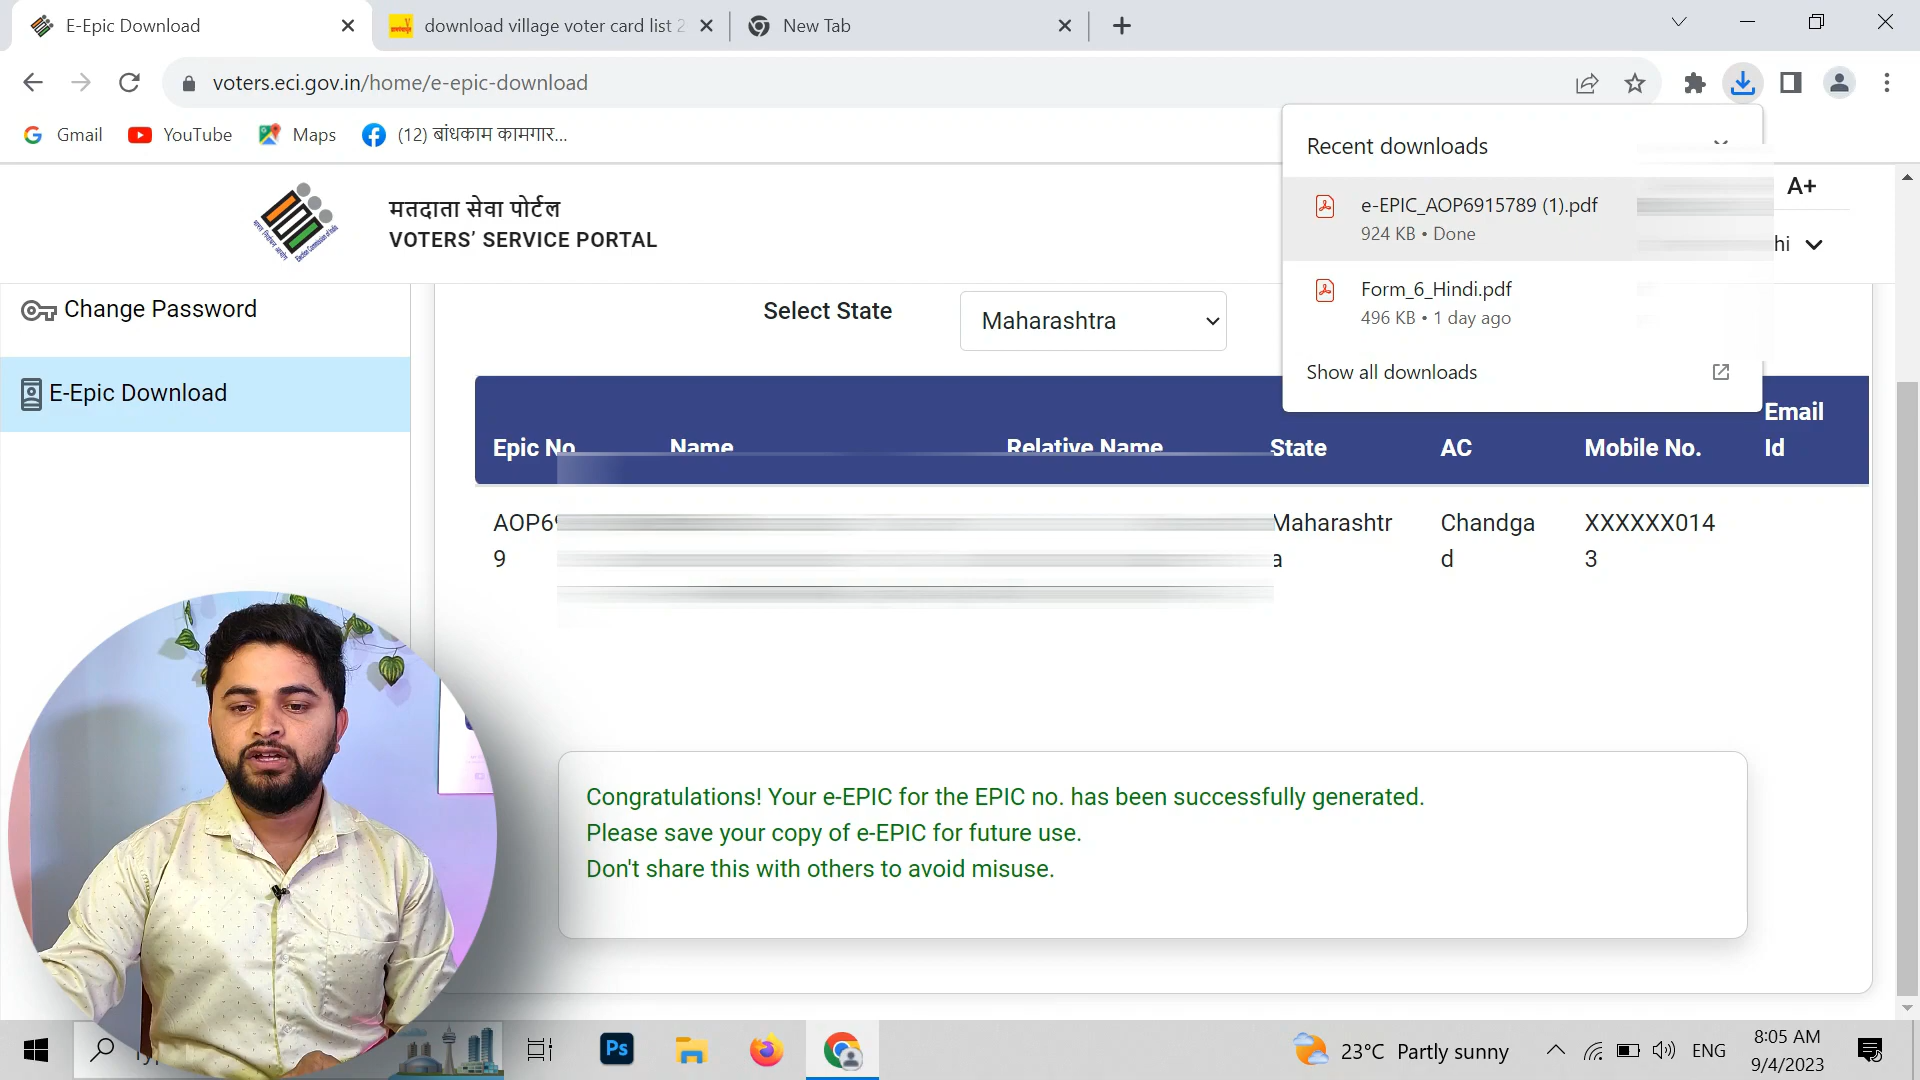 E-Epic Download
download village voter card list 2
New Tab
voters.eci.gov.in/home/e-epic-download
Gmail
YouTube
Maps
(12) बांधकाम कामगार...
Recent downloads
e-EPIC_AOP6915789 (1).pdf
924 KB • Done
Form_6_Hindi.pdf
496 KB • 1 day ago
Show all downloads
A+
hi
मतदाता सेवा पोर्टल
VOTERS’ SERVICE PORTAL
Change Password
E-Epic Download
Select State
Maharashtra
Epic No
Name
Relative Name
State
AC
Mobile No.
Email
Id
AOP69
9
Maharashtr
a
Chandga
d
XXXXXX014
3
Congratulations! Your e-EPIC for the EPIC no. has been successfully generated.
Please save your copy of e-EPIC for future use.
Don't share this with others to avoid misuse.
Ps
23°C Partly sunny
ENG
8:05 AM
9/4/2023